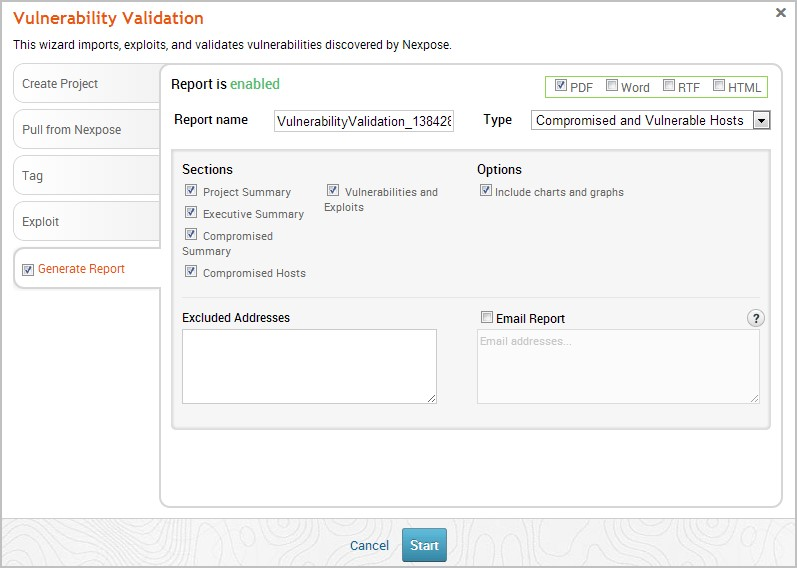 Vulnerability Validation
This wizard imports, exploits, and validates vulnerabilities discovered by Nexpose.
Create Project
Pull from Nexpose
Tag
Exploit
Generate Report
Report is enabled
PDF Word RTF HTML
Report name VulnerabilityValidation_138428 Type Compromised and Vulnerable Hosts
Sections
Project Summary
Executive Summary
Compromised
Summary
Compromised Hosts
Vulnerabilities and
Exploits
Options
Include charts and graphs
Excluded Addresses
Email Report
?
Email addresses...
Cancel Start